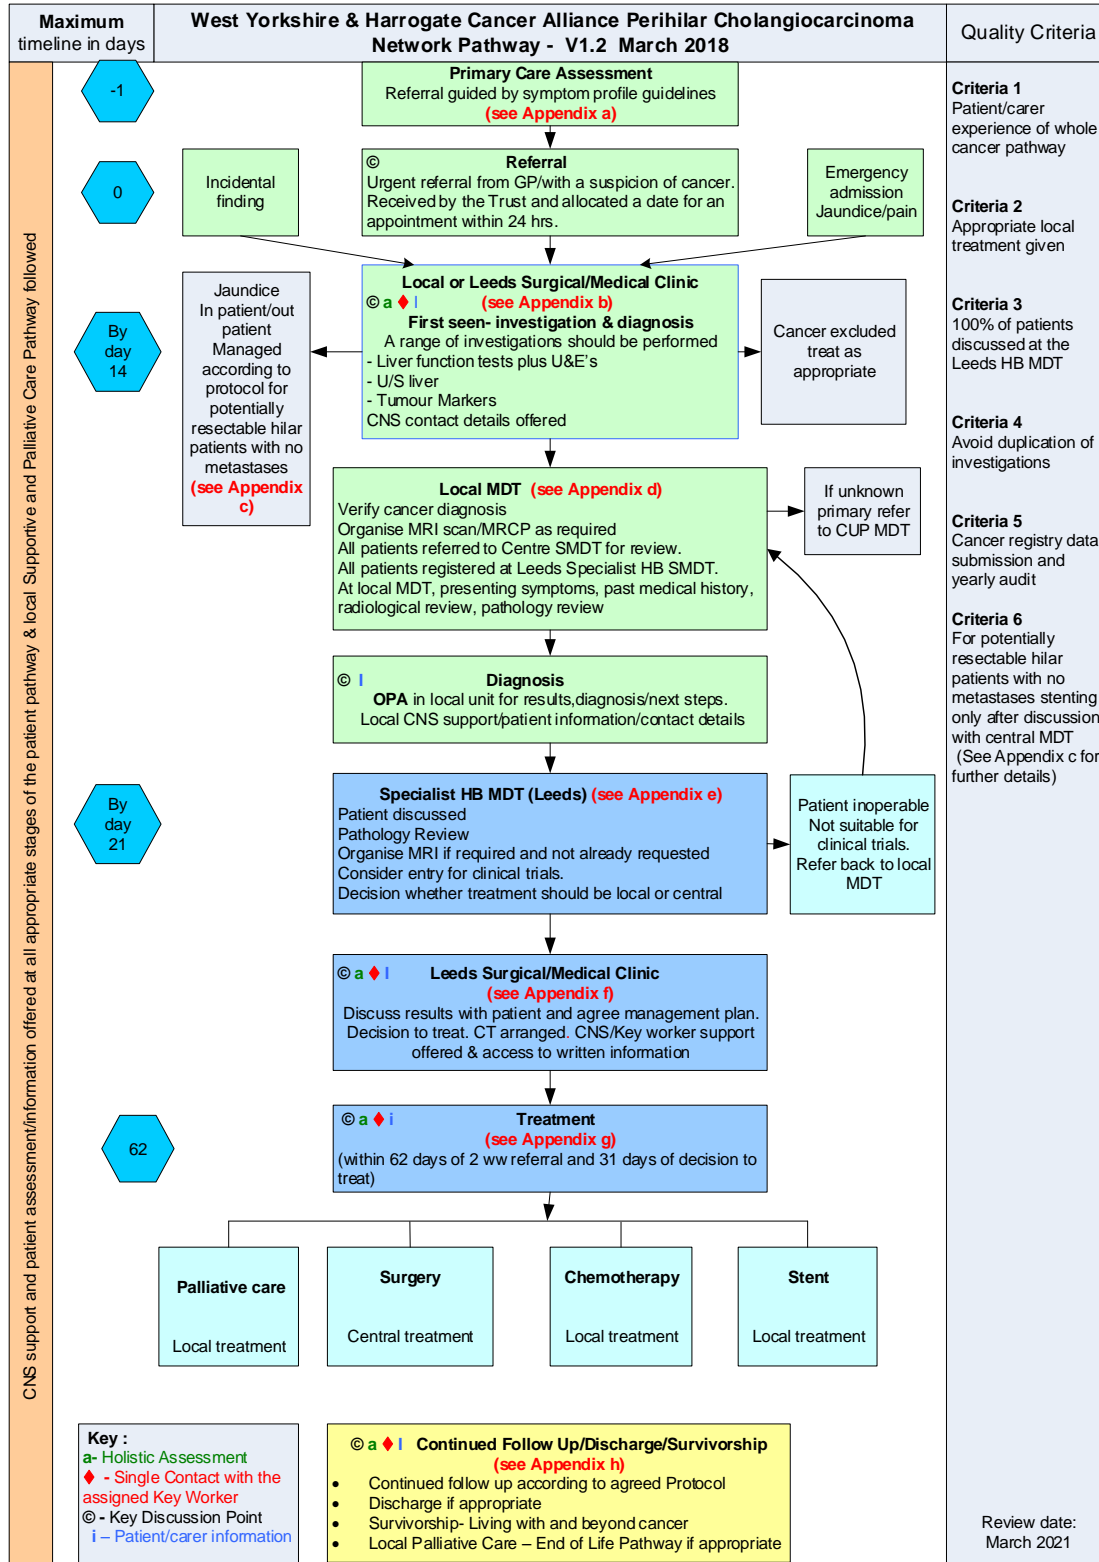 Maximum
timeline in days
West Yorkshire & Harrogate Cancer Alliance Perihilar Cholangiocarcinoma
Network Pathway - V1.2 March 2018
Quality Criteria
CNS support and patient assessment/information offered at all appropriate stages of the patient pathway & local Supportive and Palliative Care Pathway followed
-1
Primary Care Assessment
Referral guided by symptom profile guidelines
(see Appendix a)
0
Incidental
finding
© Referral
Urgent referral from GP/with a suspicion of cancer.
Received by the Trust and allocated a date for an
appointment within 24 hrs.
Emergency
admission
Jaundice/pain
By
day
14
Jaundice
In patient/out
patient
Managed
according to
protocol for
potentially
resectable hilar
patients with no
metastases
(see Appendix
c)
Local or Leeds Surgical/Medical Clinic
© a ♦ I (see Appendix b)
First seen- investigation & diagnosis
A range of investigations should be performed
- Liver function tests plus U&E's
- U/S liver
- Tumour Markers
CNS contact details offered
Cancer excluded
treat as
appropriate
Local MDT (see Appendix d)
Verify cancer diagnosis
Organise MRI scan/MRCP as required
All patients referred to Centre SMDT for review.
All patients registered at Leeds Specialist HB SMDT.
At local MDT, presenting symptoms, past medical history,
radiological review, pathology review
If unknown
primary refer
to CUP MDT
© I Diagnosis
OPA in local unit for results,diagnosis/next steps.
Local CNS support/patient information/contact details
By
day
21
Specialist HB MDT (Leeds) (see Appendix e)
Patient discussed
Pathology Review
Organise MRI if required and not already requested
Consider entry for clinical trials.
Decision whether treatment should be local or central
Patient inoperable
Not suitable for
clinical trials.
Refer back to local
MDT
© a ♦ I Leeds Surgical/Medical Clinic
(see Appendix f)
Discuss results with patient and agree management plan.
Decision to treat. CT arranged. CNS/Key worker support
offered & access to written information
62
© a ♦ i Treatment
(see Appendix g)
(within 62 days of 2 ww referral and 31 days of decision to
treat)
Palliative care
Local treatment
Surgery
Central treatment
Chemotherapy
Local treatment
Stent
Local treatment
Key :
a- Holistic Assessment
♦ - Single Contact with the
assigned Key Worker
© - Key Discussion Point
i – Patient/carer information
© a ♦ I Continued Follow Up/Discharge/Survivorship
(see Appendix h)
• Continued follow up according to agreed Protocol
• Discharge if appropriate
• Survivorship- Living with and beyond cancer
• Local Palliative Care – End of Life Pathway if appropriate
Criteria 1
Patient/carer
experience of whole
cancer pathway
Criteria 2
Appropriate local
treatment given
Criteria 3
100% of patients
discussed at the
Leeds HB MDT
Criteria 4
Avoid duplication of
investigations
Criteria 5
Cancer registry data
submission and
yearly audit
Criteria 6
For potentially
resectable hilar
patients with no
metastases stenting
only after discussion
with central MDT
(See Appendix c for
further details)
Review date:
March 2021